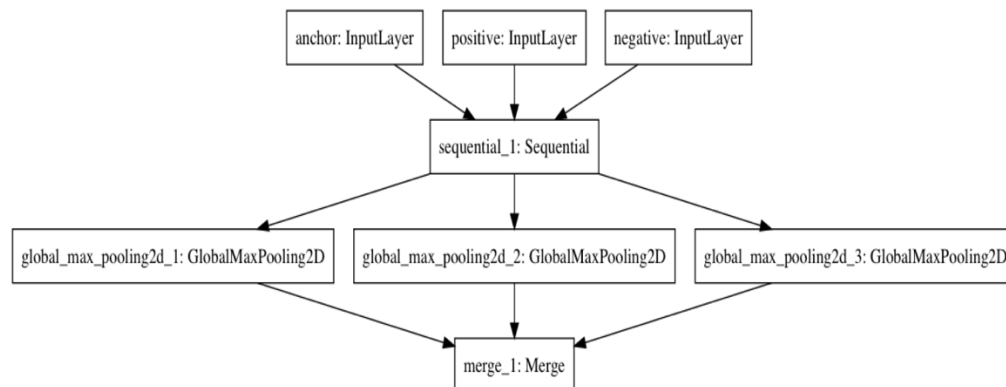 anchor: InputLayer
positive: InputLayer
negative: InputLayer
sequential_1: Sequential
global_max_pooling2d_1: GlobalMaxPooling2D
global_max_pooling2d_2: GlobalMaxPooling2D
global_max_pooling2d_3: GlobalMaxPooling2D
merge_1: Merge